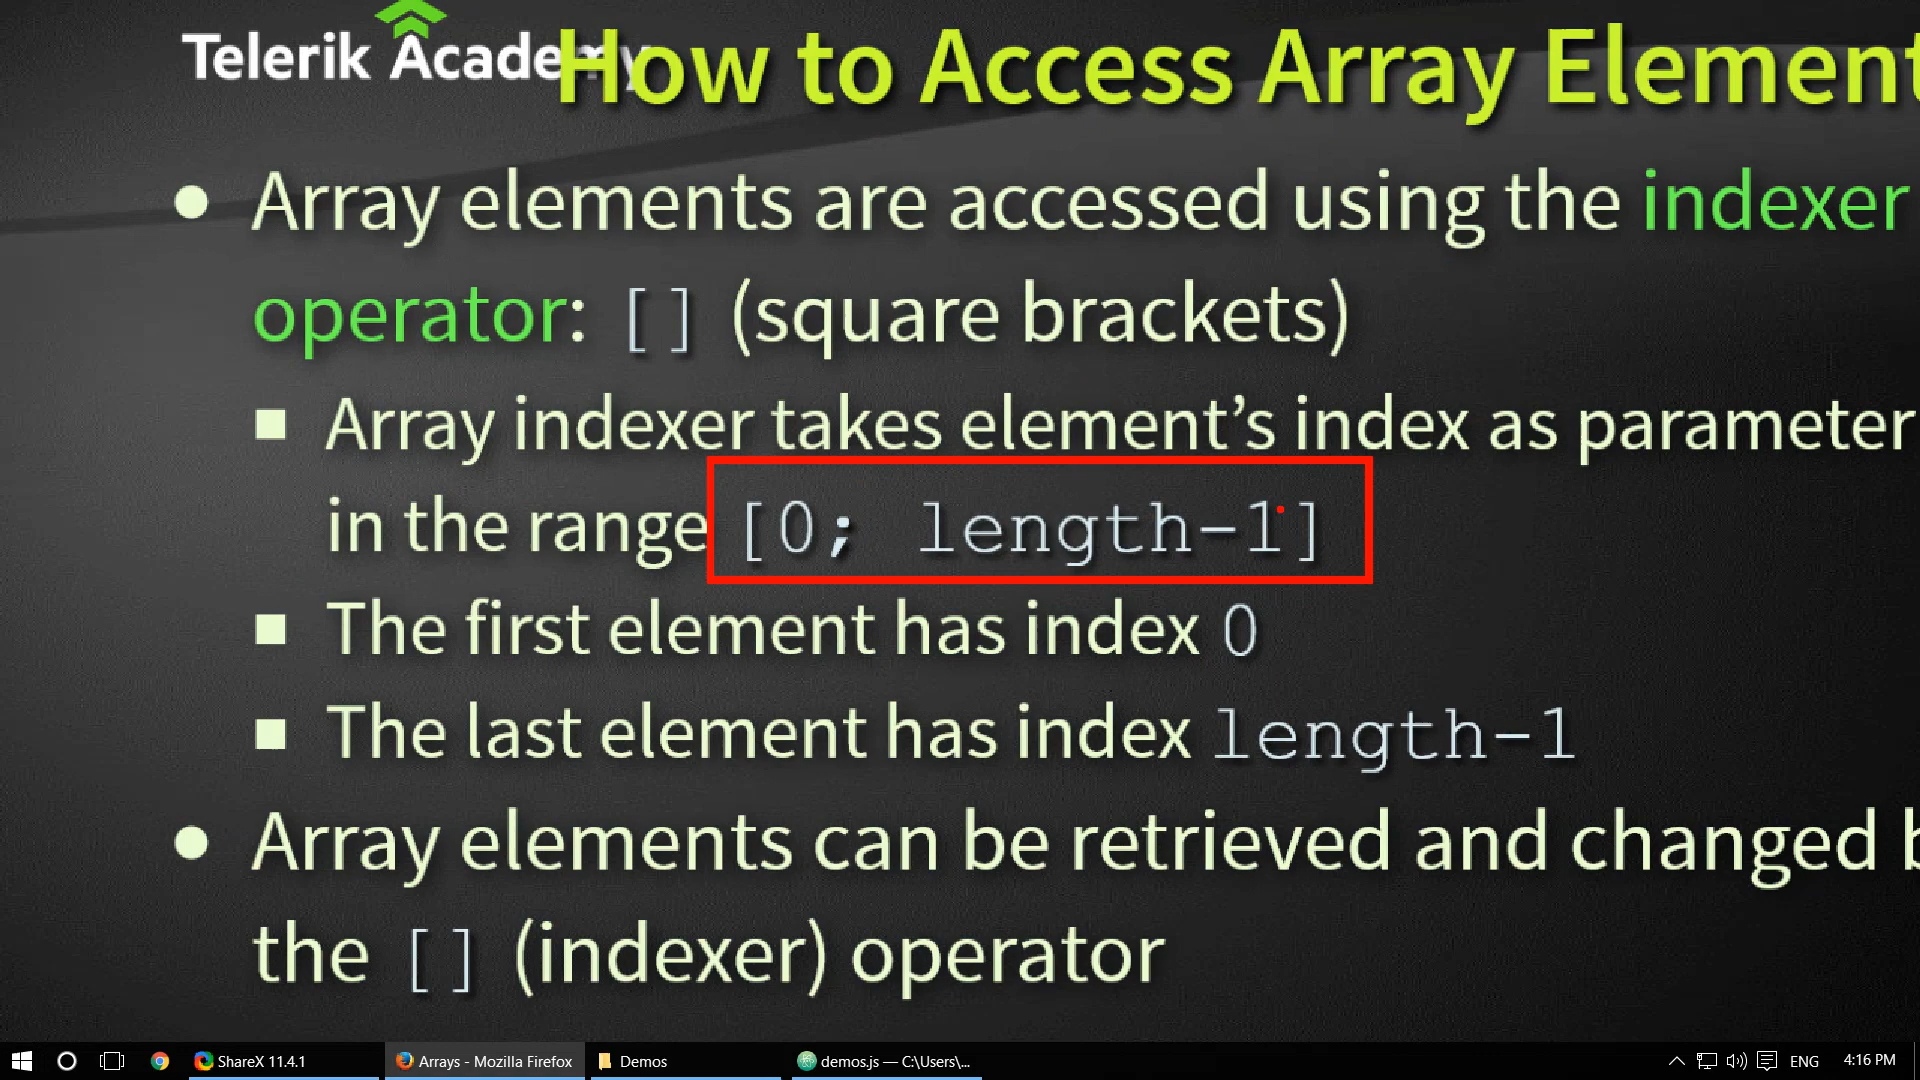 Telerik Academy
How to Access Array Element
Array elements are accessed using the indexer
operator: [] (square brackets)
Array indexer takes element’s index as parameter
in the range [0; length-1]
The first element has index 0
The last element has index length-1
Array elements can be retrieved and changed b
the [] (indexer) operator
ShareX 11.4.1
Arrays - Mozilla Firefox
Demos
demos.js — C:\Users\...
ENG
4:16 PM